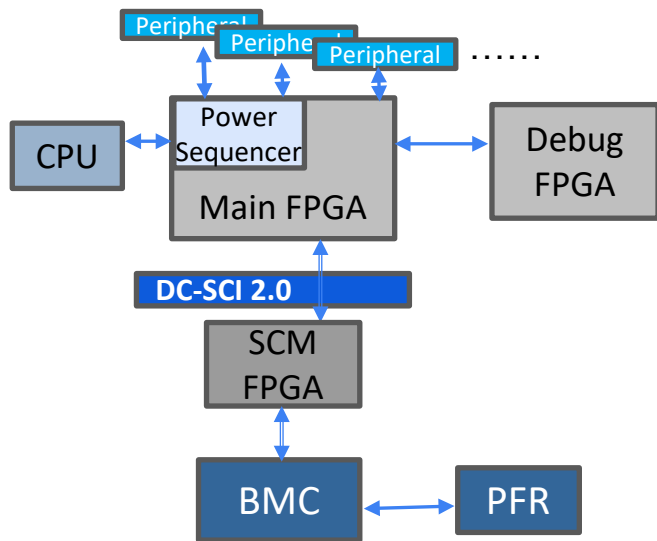 Peripheral
Peripheral
Peripheral
......
Power
Sequencer
CPU
Main FPGA
Debug
FPGA
DC-SCI 2.0
SCM
FPGA
BMC
PFR